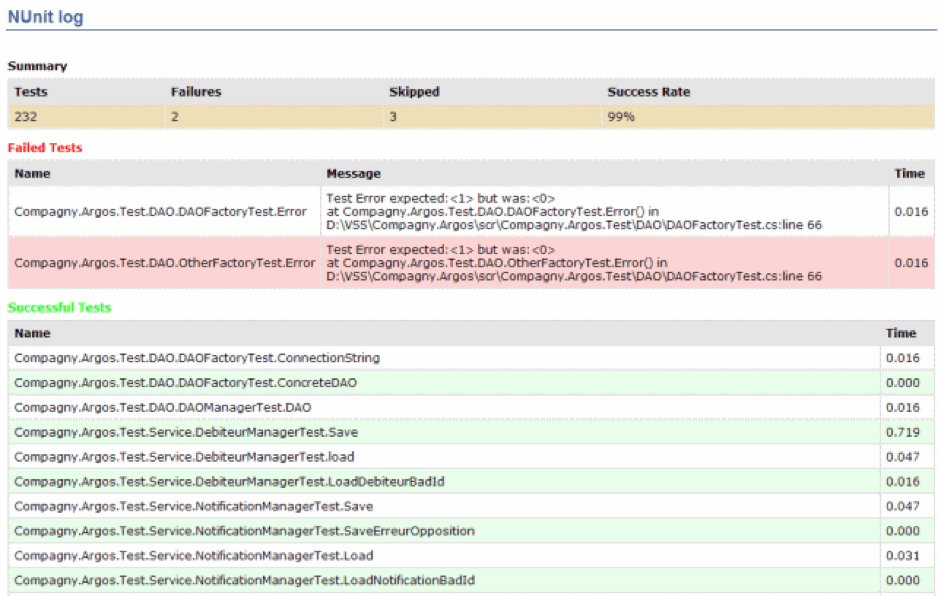 NUnit log
Summary
Tests Failures Skipped Success Rate
232 2 3 99%
Failed Tests
Name Message Time
Compagny.Argos.Test.DAO.DAOFactoryTest.Error Test Error expected:<1> but was:<0>
at Compagny.Argos.Test.DAO.DAOFactoryTest.Error() in
D:\VSS\Compagny.Argos\scr\Compagny.Argos.Test\DAO\DAOFactoryTest.cs:line 66 0.016
Compagny.Argos.Test.DAO.OtherFactoryTest.Error Test Error expected:<1> but was:<0>
at Compagny.Argos.Test.DAO.OtherFactoryTest.Error() in
D:\VSS\Compagny.Argos\scr\Compagny.Argos.Test\DAO\DAOFactoryTest.cs:line 66 0.016
Successful Tests
Name Time
Compagny.Argos.Test.DAO.DAOFactoryTest.ConnectionString 0.016
Compagny.Argos.Test.DAO.DAOFactoryTest.ConcreteDAO 0.000
Compagny.Argos.Test.DAO.DAOManagerTest.DAO 0.016
Compagny.Argos.Test.Service.DebiteurManagerTest.Save 0.719
Compagny.Argos.Test.Service.DebiteurManagerTest.load 0.047
Compagny.Argos.Test.Service.DebiteurManagerTest.LoadDebiteurBadId 0.016
Compagny.Argos.Test.Service.NotificationManagerTest.Save 0.047
Compagny.Argos.Test.Service.NotificationManagerTest.SaveErreurOpposition 0.000
Compagny.Argos.Test.Service.NotificationManagerTest.Load 0.031
Compagny.Argos.Test.Service.NotificationManagerTest.LoadNotificationBadId 0.000